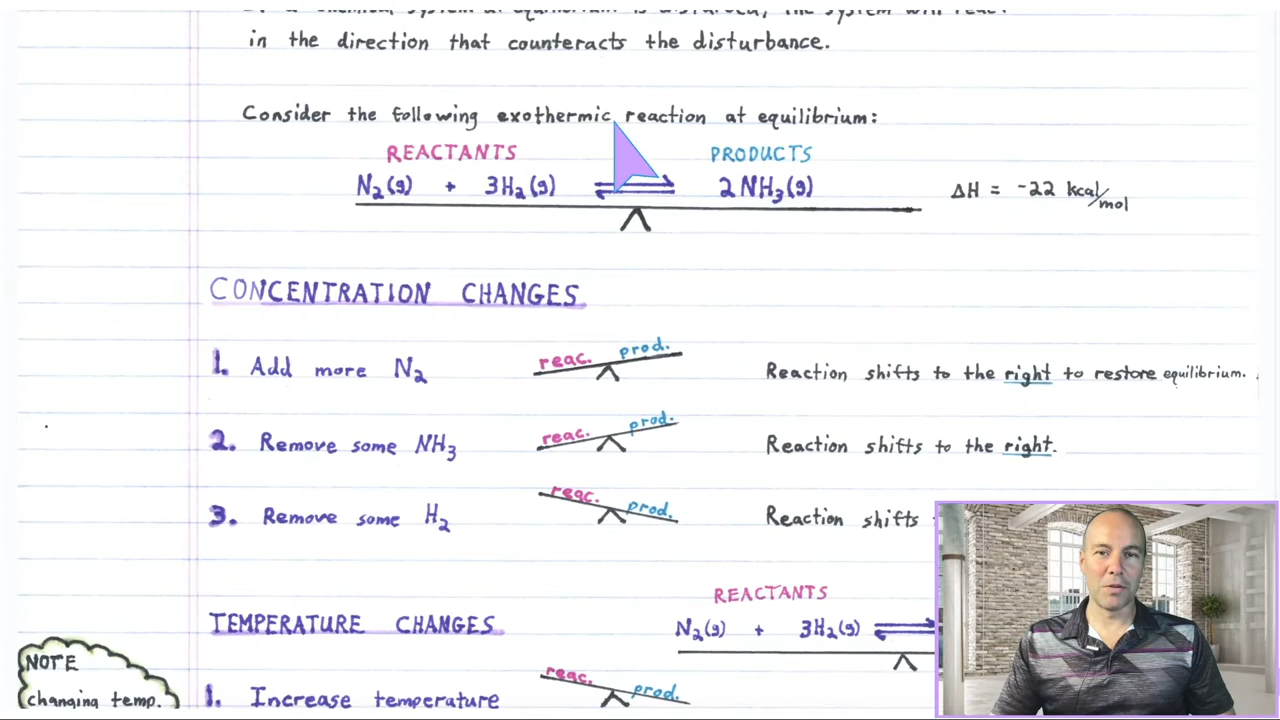 in the direction that counteracts the disturbance.
Consider the following exothermic reaction at equilibrium:
REACTANTS PRODUCTS
N₂(g) + 3H₂(g) ⇌ 2NH₃(g) ΔH = -22 kcal/mol
CONCENTRATION CHANGES
1. Add more N₂ reac. prod. Reaction shifts to the right to restore equilibrium.
2. Remove some NH₃ reac. prod. Reaction shifts to the right.
3. Remove some H₂ reac. prod. Reaction shifts
REACTANTS
TEMPERATURE CHANGES N₂(g) + 3H₂(g) ⇌
NOTE
changing temp.
1. Increase temperature reac. prod.